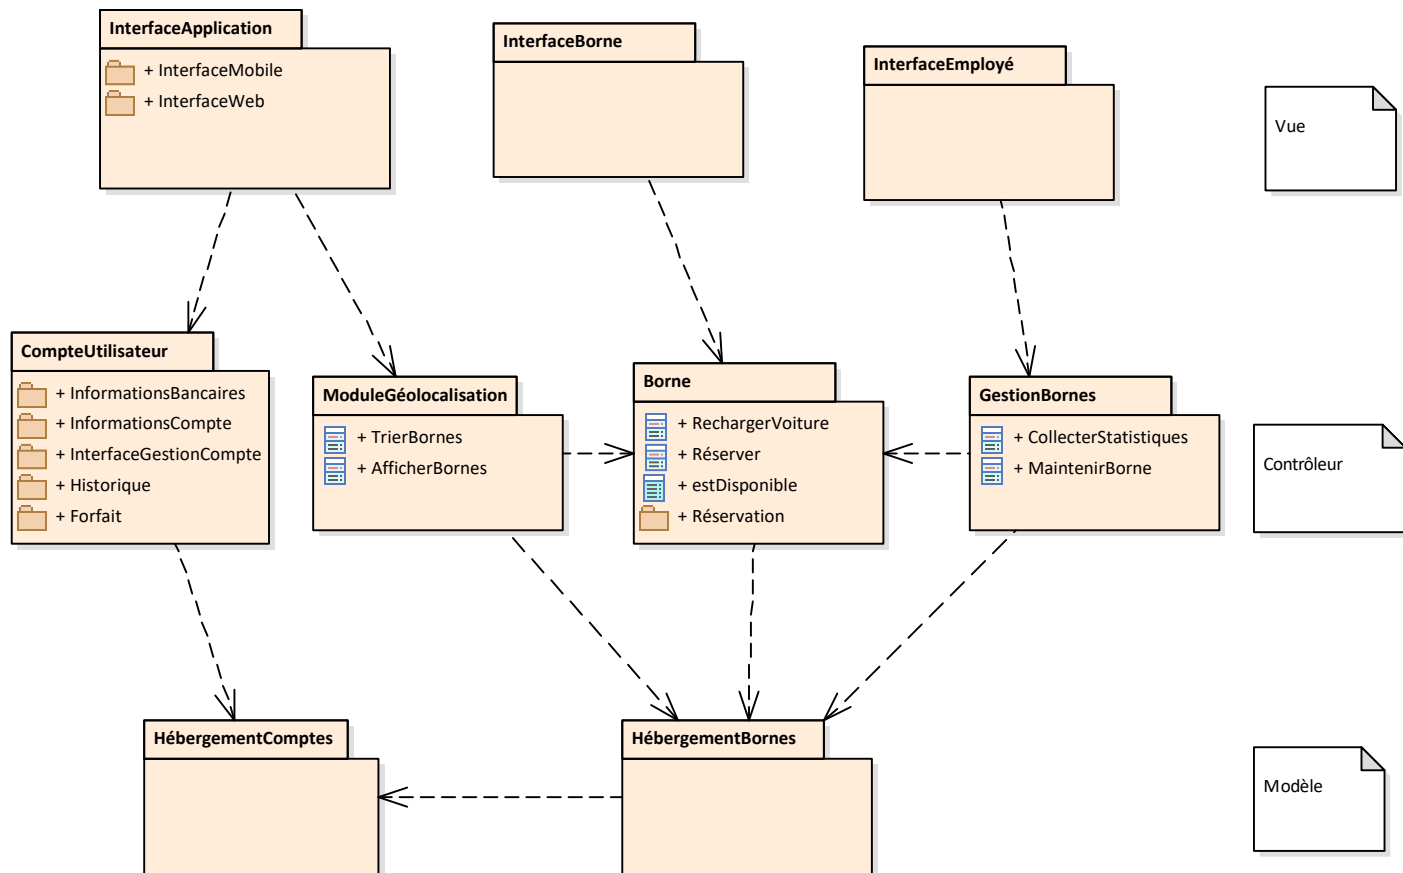 InterfaceApplication
+ InterfaceMobile
+ InterfaceWeb
InterfaceBorne
InterfaceEmployé
Vue
CompteUtilisateur
+ InformationsBancaires
+ InformationsCompte
+ InterfaceGestionCompte
+ Historique
+ Forfait
ModuleGéolocalisation
+ TrierBornes
+ AfficherBornes
Borne
+ RechargerVoiture
+ Réserver
+ estDisponible
+ Réservation
GestionBornes
+ CollecterStatistiques
+ MaintenirBorne
Contrôleur
HébergementComptes
HébergementBornes
Modèle